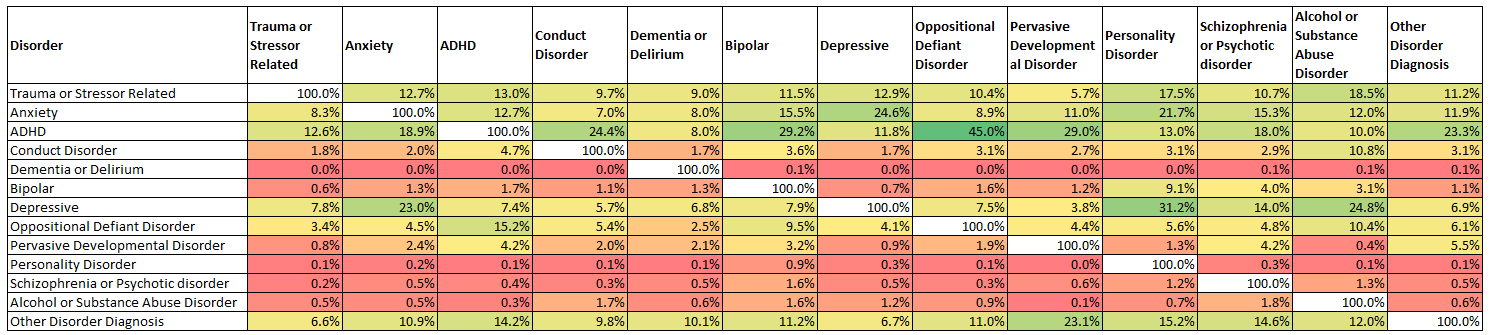 Disorder Trauma or Stressor Related Anxiety ADHD Conduct Disorder Dementia or Delirium Bipolar Depressive Oppositional Defiant Disorder Pervasive Development al Disorder Personality Disorder Schizophrenia or Psychotic disorder Alcohol or Substance Abuse Disorder Other Disorder Diagnosis
Trauma or Stressor Related 100.0% 12.7% 13.0% 9.7% 9.0% 11.5% 12.9% 10.4% 5.7% 17.5% 10.7% 18.5% 11.2%
Anxiety 8.3% 100.0% 12.7% 7.0% 8.0% 15.5% 24.6% 8.9% 11.0% 21.7% 15.3% 12.0% 11.9%
ADHD 12.6% 18.9% 100.0% 24.4% 8.0% 29.2% 11.8% 45.0% 29.0% 13.0% 18.0% 10.0% 23.3%
Conduct Disorder 1.8% 2.0% 4.7% 100.0% 1.7% 3.6% 1.7% 3.1% 2.7% 3.1% 2.9% 10.8% 3.1%
Dementia or Delirium 0.0% 0.0% 0.0% 0.0% 100.0% 0.1% 0.0% 0.0% 0.0% 0.0% 0.1% 0.1% 0.1%
Bipolar 0.6% 1.3% 1.7% 1.1% 1.3% 100.0% 0.7% 1.6% 1.2% 9.1% 4.0% 3.1% 1.1%
Depressive 7.8% 23.0% 7.4% 5.7% 6.8% 7.9% 100.0% 7.5% 3.8% 31.2% 14.0% 24.8% 6.9%
Oppositional Defiant Disorder 3.4% 4.5% 15.2% 5.4% 2.5% 9.5% 4.1% 100.0% 4.4% 5.6% 4.8% 10.4% 6.1%
Pervasive Developmental Disorder 0.8% 2.4% 4.2% 2.0% 2.1% 3.2% 0.9% 1.9% 100.0% 1.3% 4.2% 0.4% 5.5%
Personality Disorder 0.1% 0.2% 0.1% 0.1% 0.1% 0.9% 0.3% 0.1% 0.0% 100.0% 0.3% 0.1% 0.1%
Schizophrenia or Psychotic disorder 0.2% 0.5% 0.4% 0.3% 0.5% 1.6% 0.5% 0.3% 0.6% 1.2% 100.0% 1.3% 0.5%
Alcohol or Substance Abuse Disorder 0.5% 0.5% 0.3% 1.7% 0.6% 1.6% 1.2% 0.9% 0.1% 0.7% 1.8% 100.0% 0.6%
Other Disorder Diagnosis 6.6% 10.9% 14.2% 9.8% 10.1% 11.2% 6.7% 11.0% 23.1% 15.2% 14.6% 12.0% 100.0%